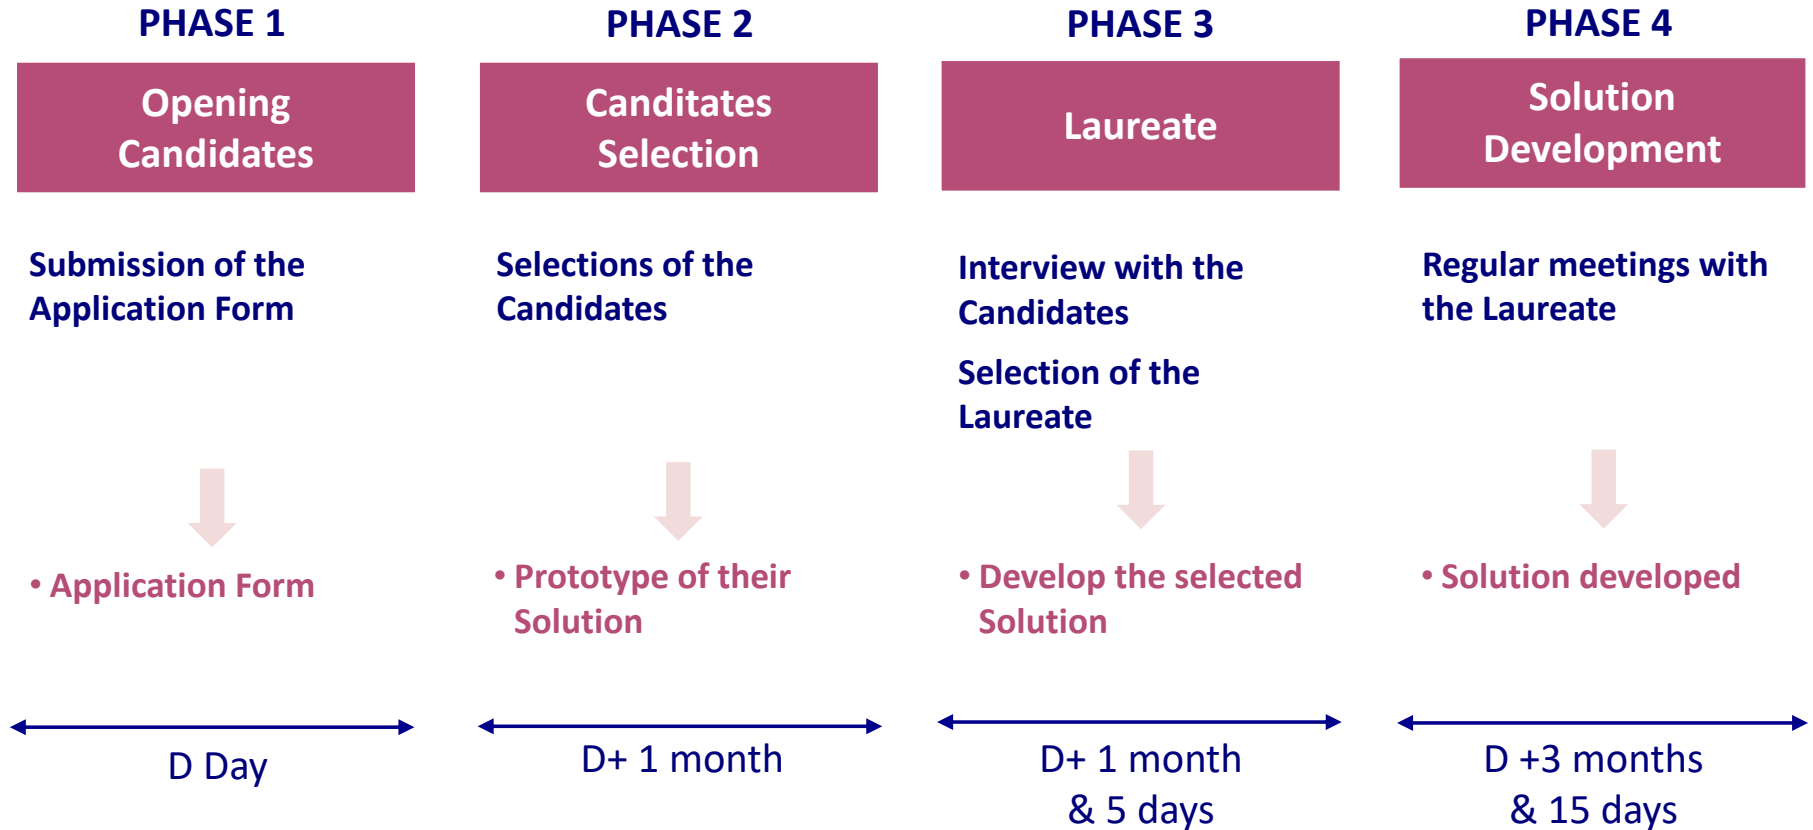 PHASE 1
Opening
Candidates
Submission of the
Application Form
• Application Form
D Day
PHASE 2
Canditates
Selection
Selections of the
Candidates
• Prototype of their
Solution
D+ 1 month
PHASE 3
Laureate
Interview with the
Candidates
Selection of the
Laureate
• Develop the selected
Solution
D+ 1 month
& 5 days
PHASE 4
Solution
Development
Regular meetings with
the Laureate
• Solution developed
D +3 months
& 15 days